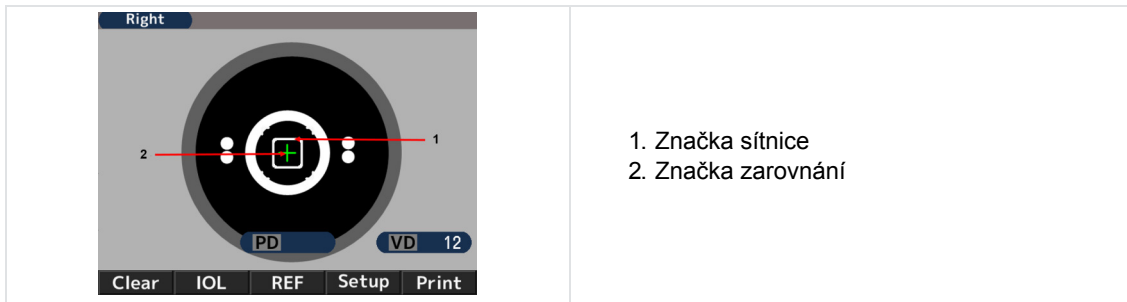 Right
1
2
PD
VD 12
Clear IOL REF Setup Print
1. Značka sítnice
2. Značka zarovnání